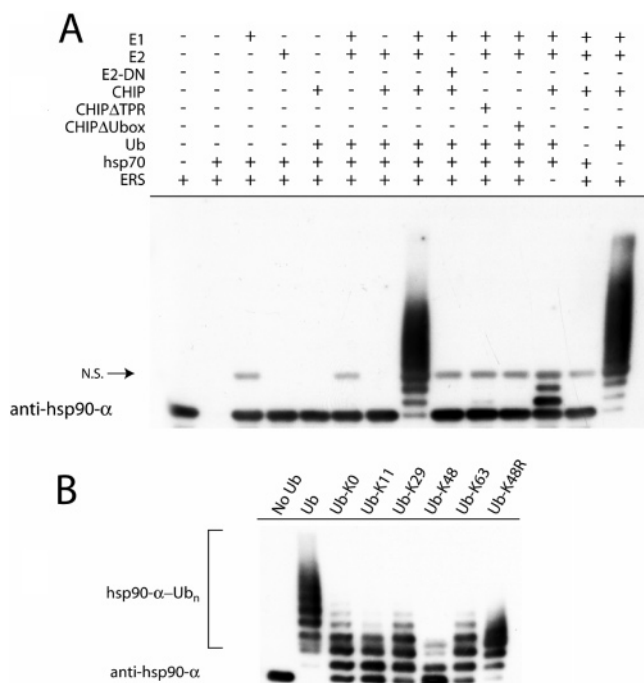 A
E1 - - + - - + - + + + + + + +
E2 - - - + - + + + - + + + + +
E2-DN - - - - - - - - + - - - - -
CHIP - - - - + - + + + - - + + +
CHIPΔTPR - - - - - - - - - + - - - -
CHIPΔUbox - - - - - - - - - - + - - -
Ub - - - - + + + + + + + + - +
hsp70 - + + + + + + + + + + + + -
ERS + + + + + + + + + + + - + +
N.S. →
anti-hsp90-α
B
No Ub Ub Ub-K0 Ub-K11 Ub-K29 Ub-K48 Ub-K63 Ub-K48R
hsp90-α–Ubn
anti-hsp90-α